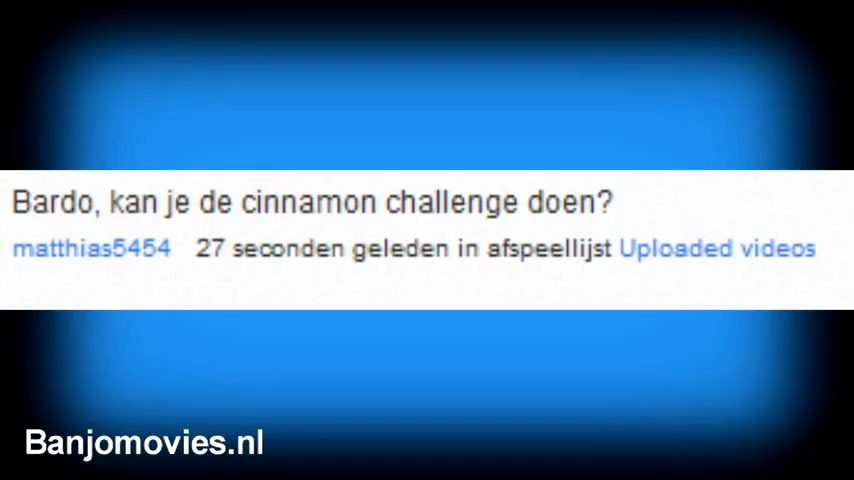 Bardo, kan je de cinnamon challenge doen?
matthias5454 27 seconden geleden in afspeellijst Uploaded videos
Banjomovies.nl